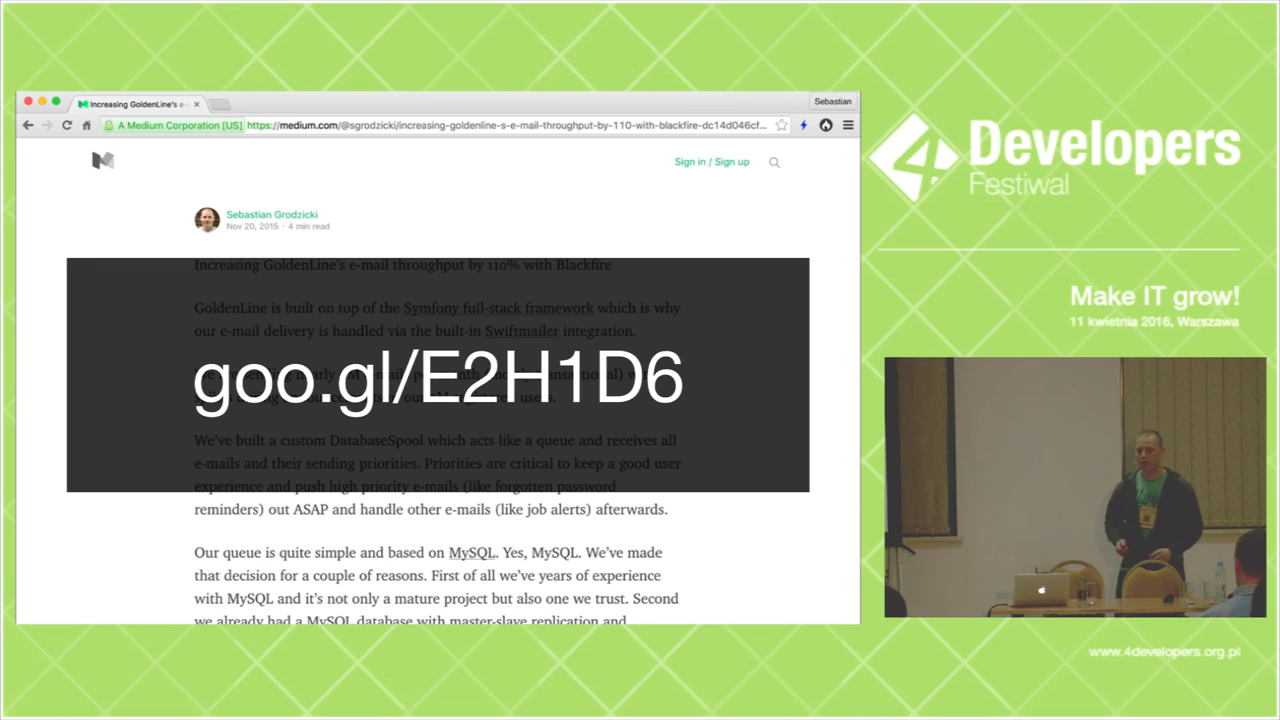 Increasing GoldenLine's e-
Sebastian
A Medium Corporation [US] https://medium.com/@sgrodzicki/increasing-goldenline-s-e-mail-throughput-by-110-with-blackfire-dc14d046cf...
Sign in / Sign up
Sebastian Grodzicki
Nov 20, 2015 · 4 min read
Increasing GoldenLine's e-mail throughput by 110% with Blackfire
GoldenLine is built on top of the Symfony full-stack framework which is why
our e-mail delivery is handled via the built-in Swiftmailer integration.
goo.gl/E2H1D6
We've built a custom DatabaseSpool which acts like a queue and receives all
e-mails and their sending priorities. Priorities are critical to keep a good user
experience and push high priority e-mails (like forgotten password
reminders) out ASAP and handle other e-mails (like job alerts) afterwards.
Our queue is quite simple and based on MySQL. Yes, MySQL. We've made
that decision for a couple of reasons. First of all we've years of experience
with MySQL and it's not only a mature project but also one we trust. Second
we already had a MySQL database with master-slave replication and
4 Developers
Festiwal
Make IT grow!
11 kwietnia 2016, Warszawa
www.4developers.org.pl